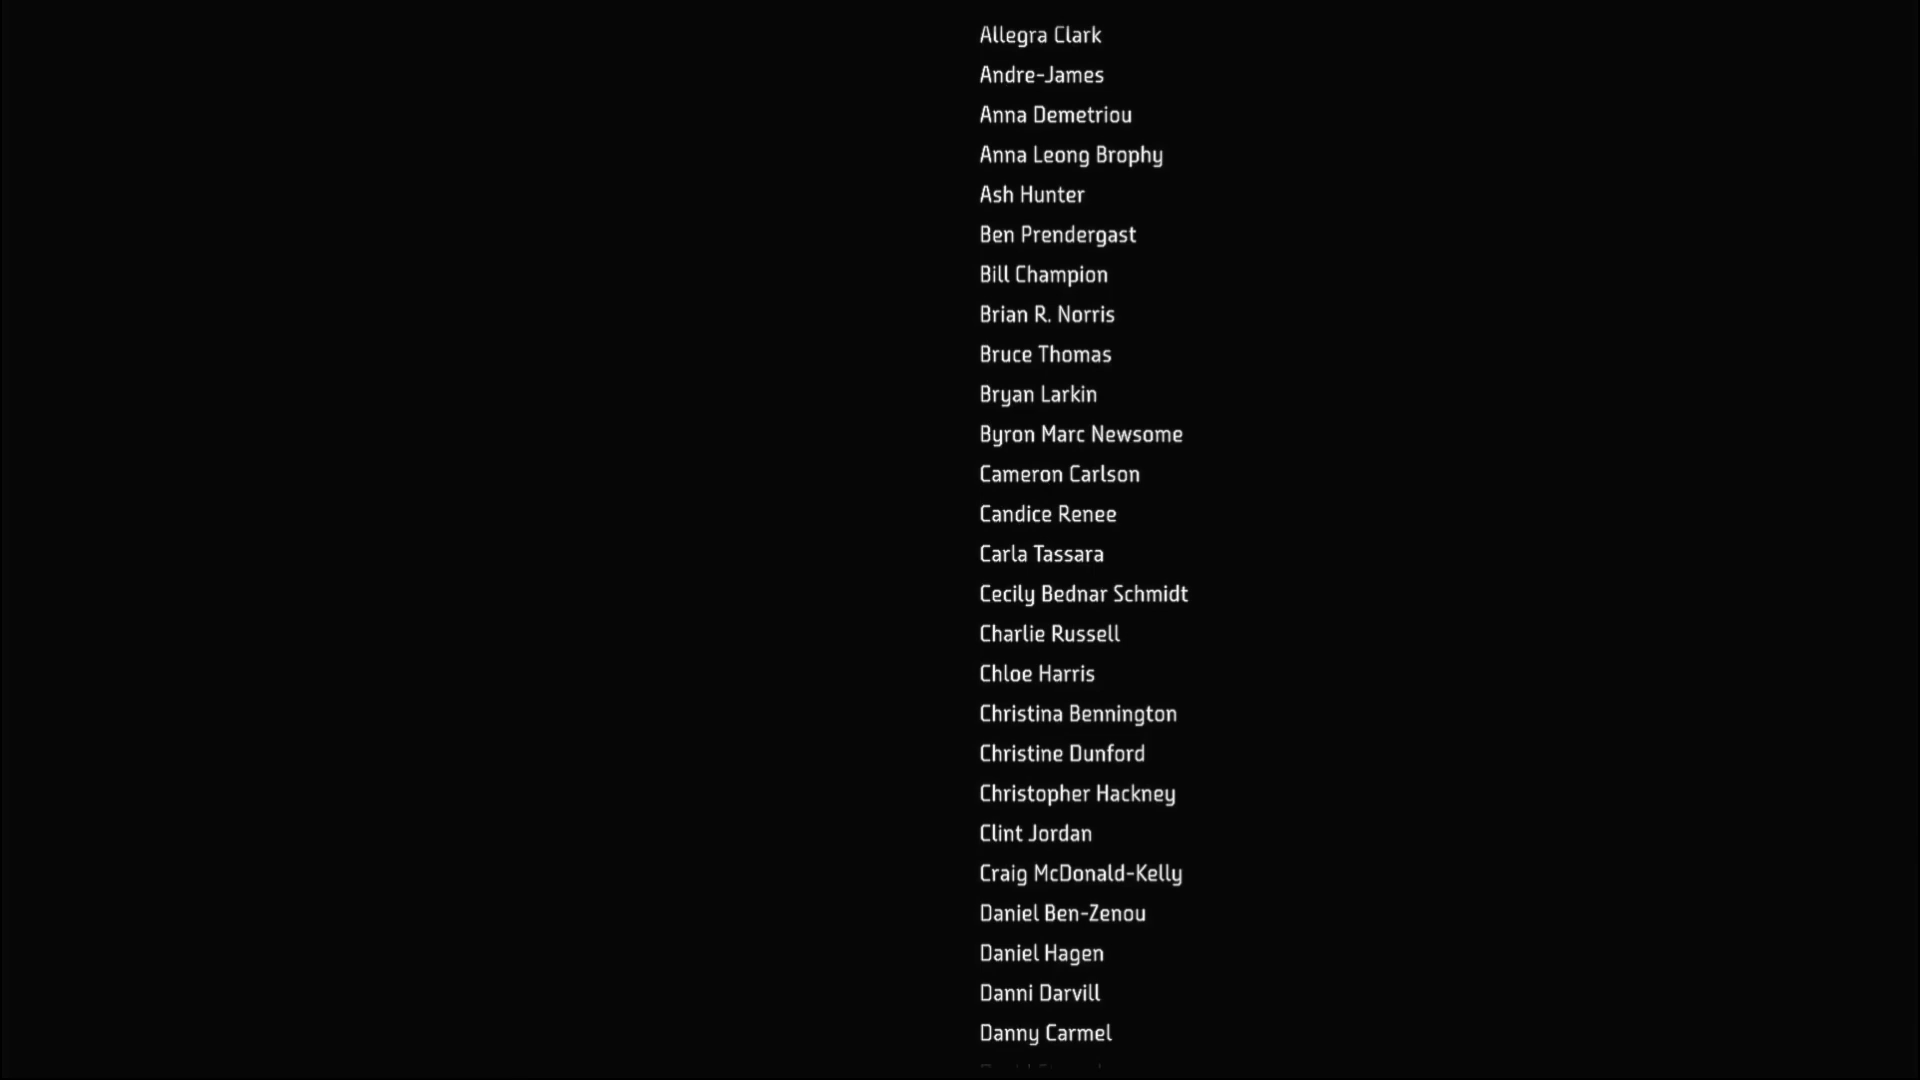 Allegra Clark
Andre-James
Anna Demetriou
Anna Leong Brophy
Ash Hunter
Ben Prendergast
Bill Champion
Brian R. Norris
Bruce Thomas
Bryan Larkin
Byron Marc Newsome
Cameron Carlson
Candice Renee
Carla Tassara
Cecily Bednar Schmidt
Charlie Russell
Chloe Harris
Christina Bennington
Christine Dunford
Christopher Hackney
Clint Jordan
Craig McDonald-Kelly
Daniel Ben-Zenou
Daniel Hagen
Danni Darvill
Danny Carmel